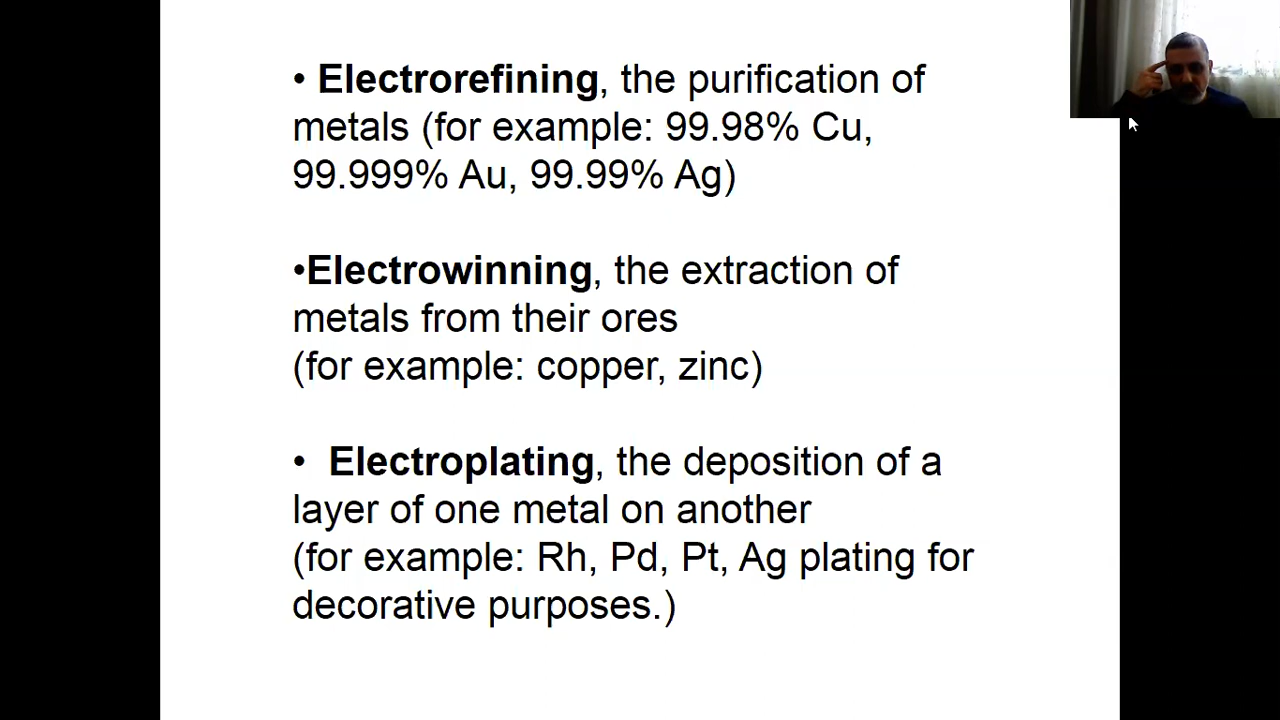 • Electrorefining, the purification of
metals (for example: 99.98% Cu,
99.999% Au, 99.99% Ag)
•Electrowinning, the extraction of
metals from their ores
(for example: copper, zinc)
• Electroplating, the deposition of a
layer of one metal on another
(for example: Rh, Pd, Pt, Ag plating for
decorative purposes.)